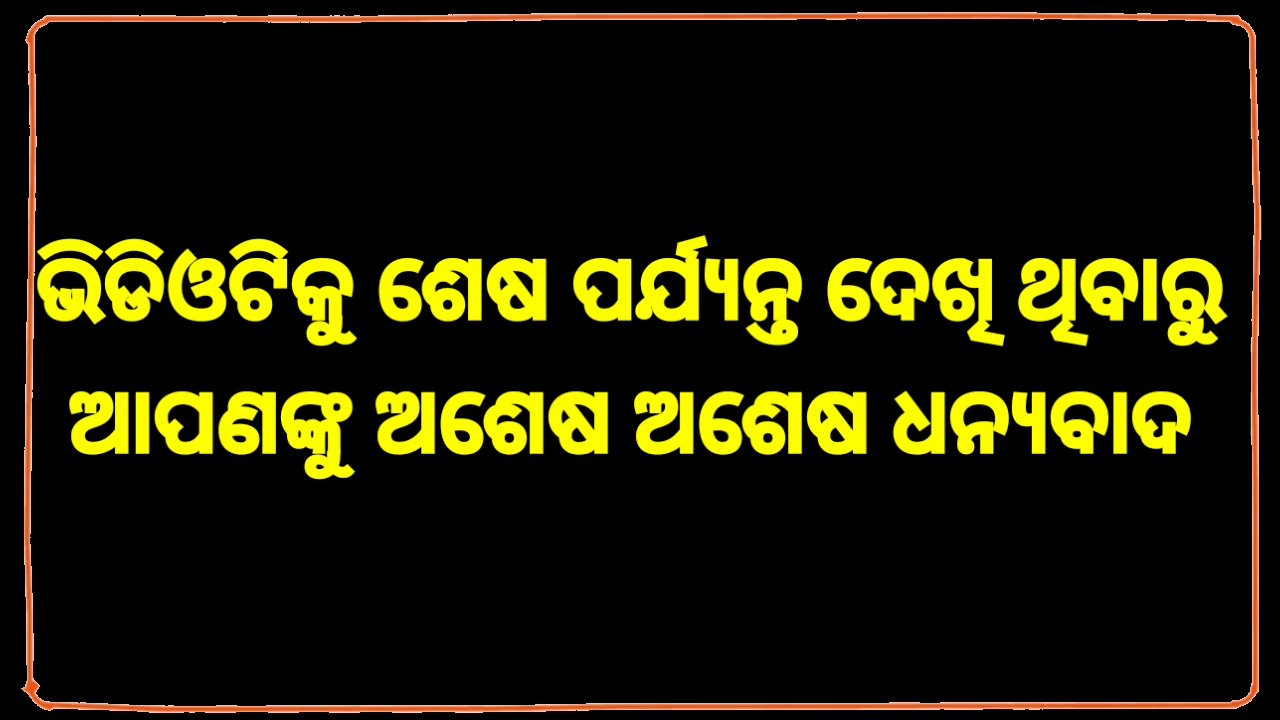 ଭିଡିଓଟିକୁ ଶେଷ ପର୍ଯ୍ୟନ୍ତ ଦେଖି ଥିବାରୁ
ଆପଣଙ୍କୁ ଅଶେଷ ଅଶେଷ ଧନ୍ୟବାଦ